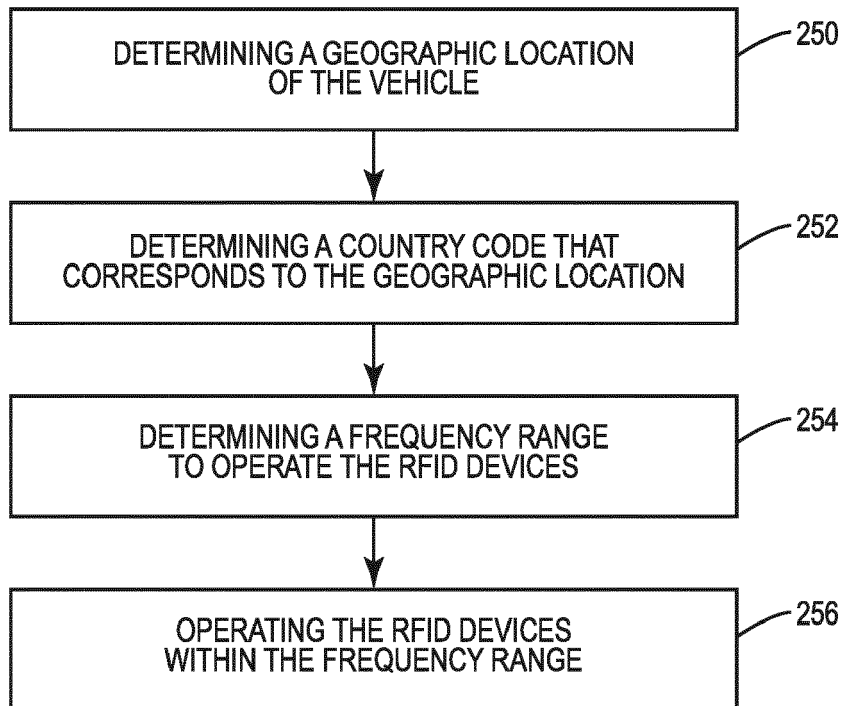 DETERMINING A GEOGRAPHIC LOCATION
OF THE VEHICLE
250
DETERMINING A COUNTRY CODE THAT
CORRESPONDS TO THE GEOGRAPHIC LOCATION
252
DETERMINING A FREQUENCY RANGE
TO OPERATE THE RFID DEVICES
254
OPERATING THE RFID DEVICES
WITHIN THE FREQUENCY RANGE
256